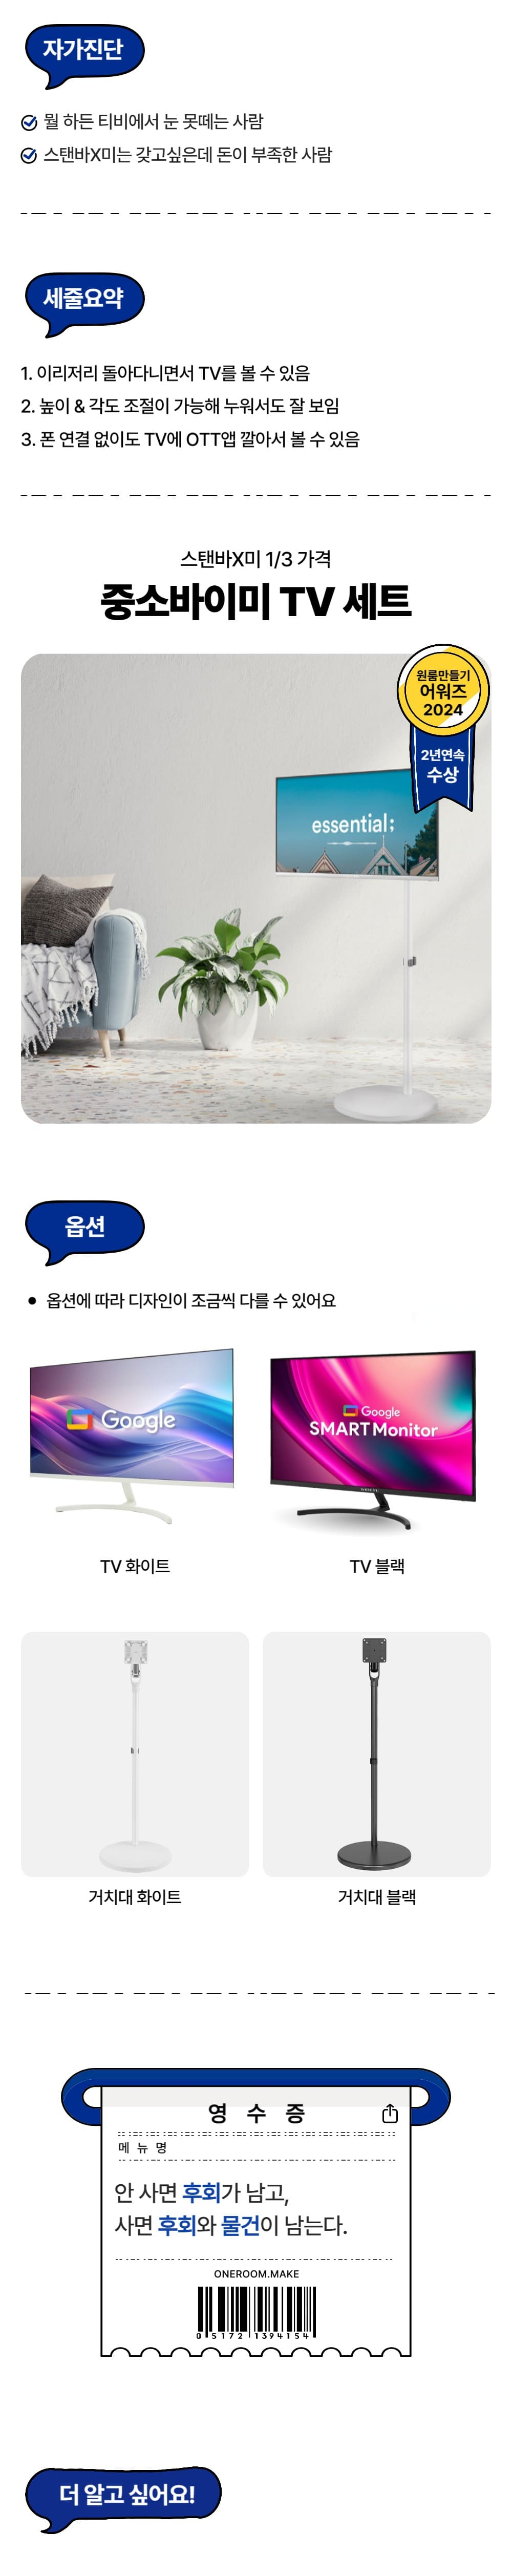 자가진단
뭘 하든 티비에서 눈 못떼는 사람
스탠바X미는 갖고싶은데 돈이 부족한 사람
세줄요약
1. 이리저리 돌아다니면서 TV를 볼 수 있음
2. 높이 & 각도 조절이 가능해 누워서도 잘 보임
3. 폰 연결 없이도 TV에 OTT앱 깔아서 볼 수 있음
스탠바X미 1/3 가격
중소바이미 TV 세트
원룸만들기
어워즈
2024
2년연속
수상
essential;
옵션
• 옵션에 따라 디자인이 조금씩 다를 수 있어요
Google
Google
SMART Monitor
TV 화이트
TV 블랙
거치대 화이트
거치대 블랙
영 수 증
메 뉴 명
안 사면 후회가 남고,
사면 후회와 물건이 남는다.
ONEROOM.MAKE
0 5172 1394154
더 알고 싶어요!